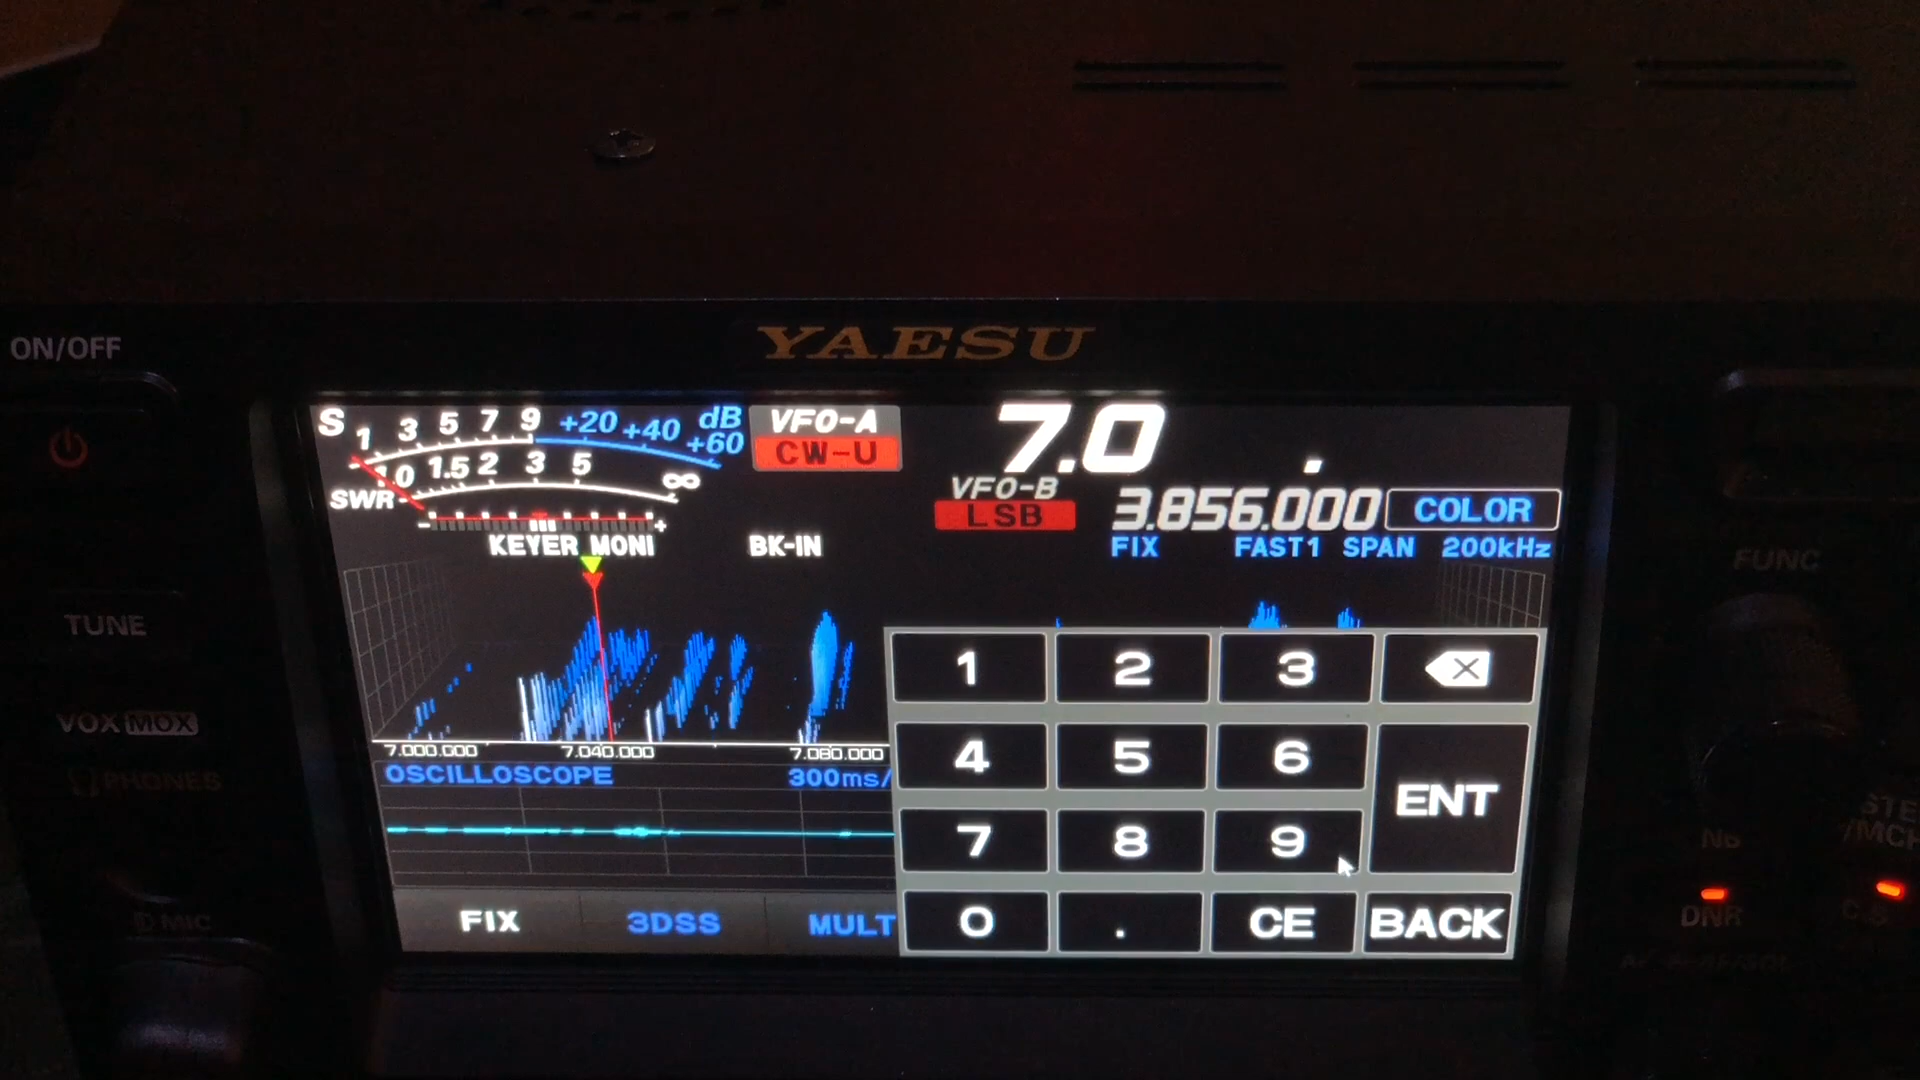 YAESU
ON/OFF
S 1 3 5 7 9 +20 +40 +60 dB
1.5 2 3 5 ∞
SWR
- +
VFO-A
CW-U
7.0 .
VFO-B
LSB
3.856.000
COLOR
KEYER MONI BK-IN
FIX FAST1 SPAN 200kHz
FUNC
TUNE
VOX MOX
PHONES
MIC
7.000.000 7.040.000 7.080.000
OSCILLOSCOPE 300ms/
FIX 3DSS MULT
1 2 3
4 5 6
ENT
7 8 9
0 . CE BACK
NB
DNR
/MCH